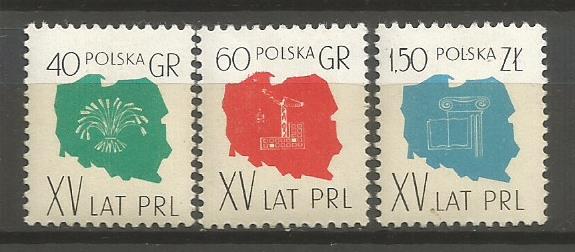 40 POLSKA GR
XV LAT PRL
60 POLSKA GR
XV LAT PRL
1,50 POLSKA ZŁ
XV LAT PRL